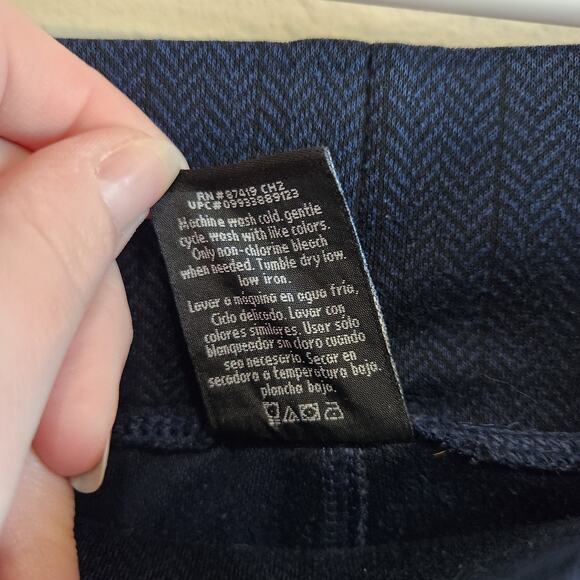 RN#87419 CH2
UPC#09933889123
Machine wash cold, gentle
cycle. wash with like colors.
Only non-chlorine bleach
when needed. Tumble dry low.
low iron.
Lavar a máquina en agua fría,
Ciclo delicado. Lavar con
colores similares. Usar sólo
blanqueador sin cloro cuando
sea necesario. Secar en
secadora a temperatura baja.
plancha baja.